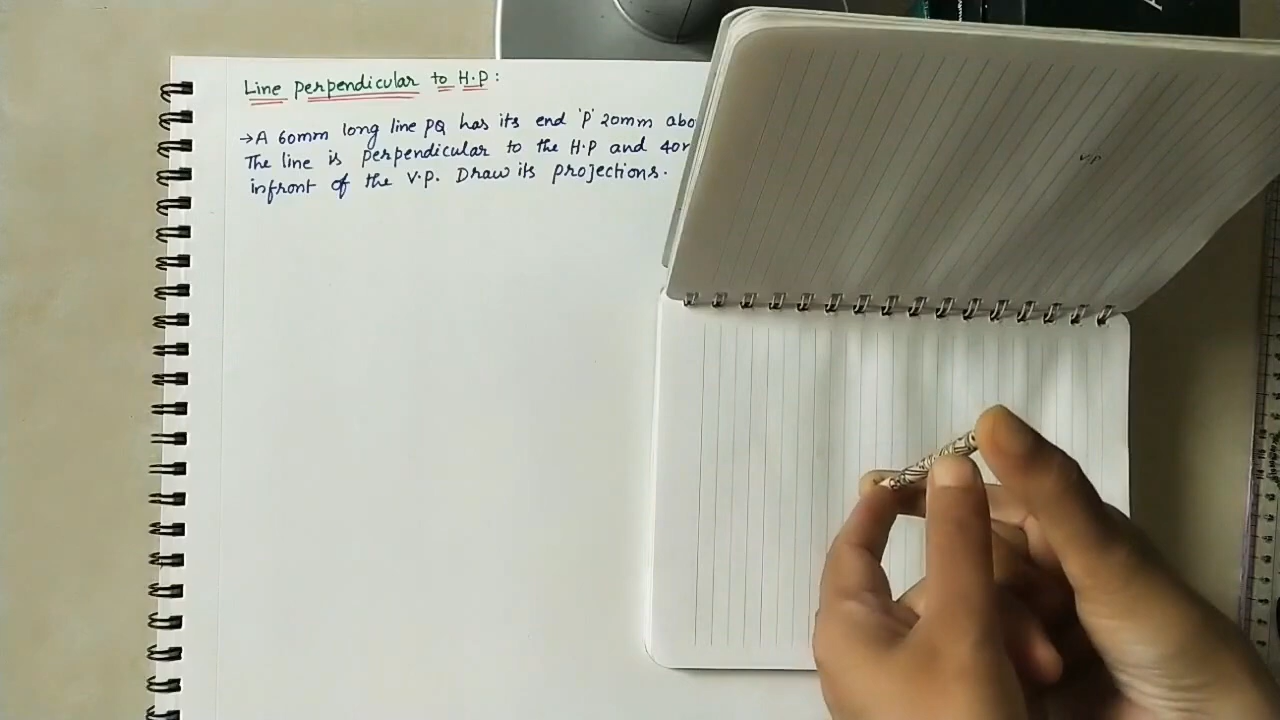 Line perpendicular to H.P:
→A 60mm long line PQ has its end 'P' 20mm abo
The line is perpendicular to the H.P and 40
infront of the V.P. Draw its projections.
V.P